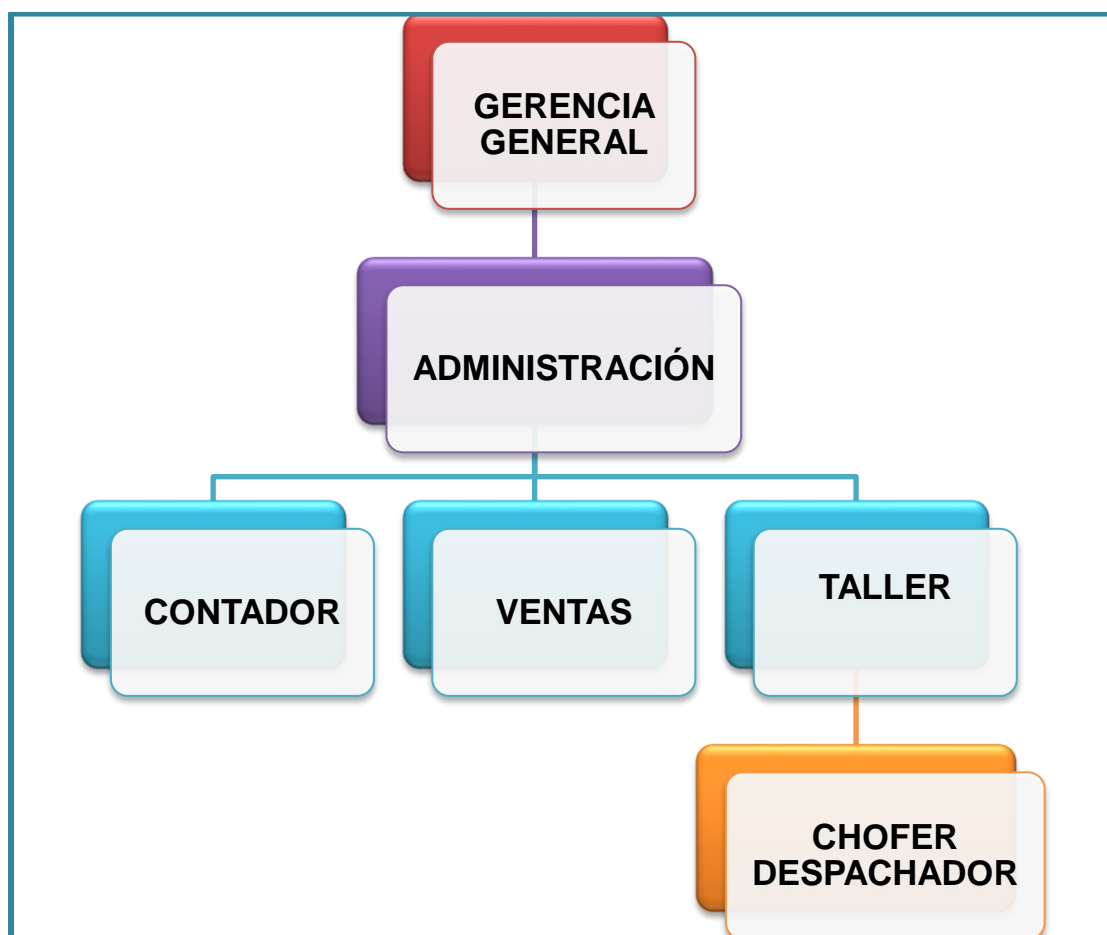 GERENCIA
GENERAL
ADMINISTRACIÓN
CONTADOR
VENTAS
TALLER
CHOFER
DESPACHADOR